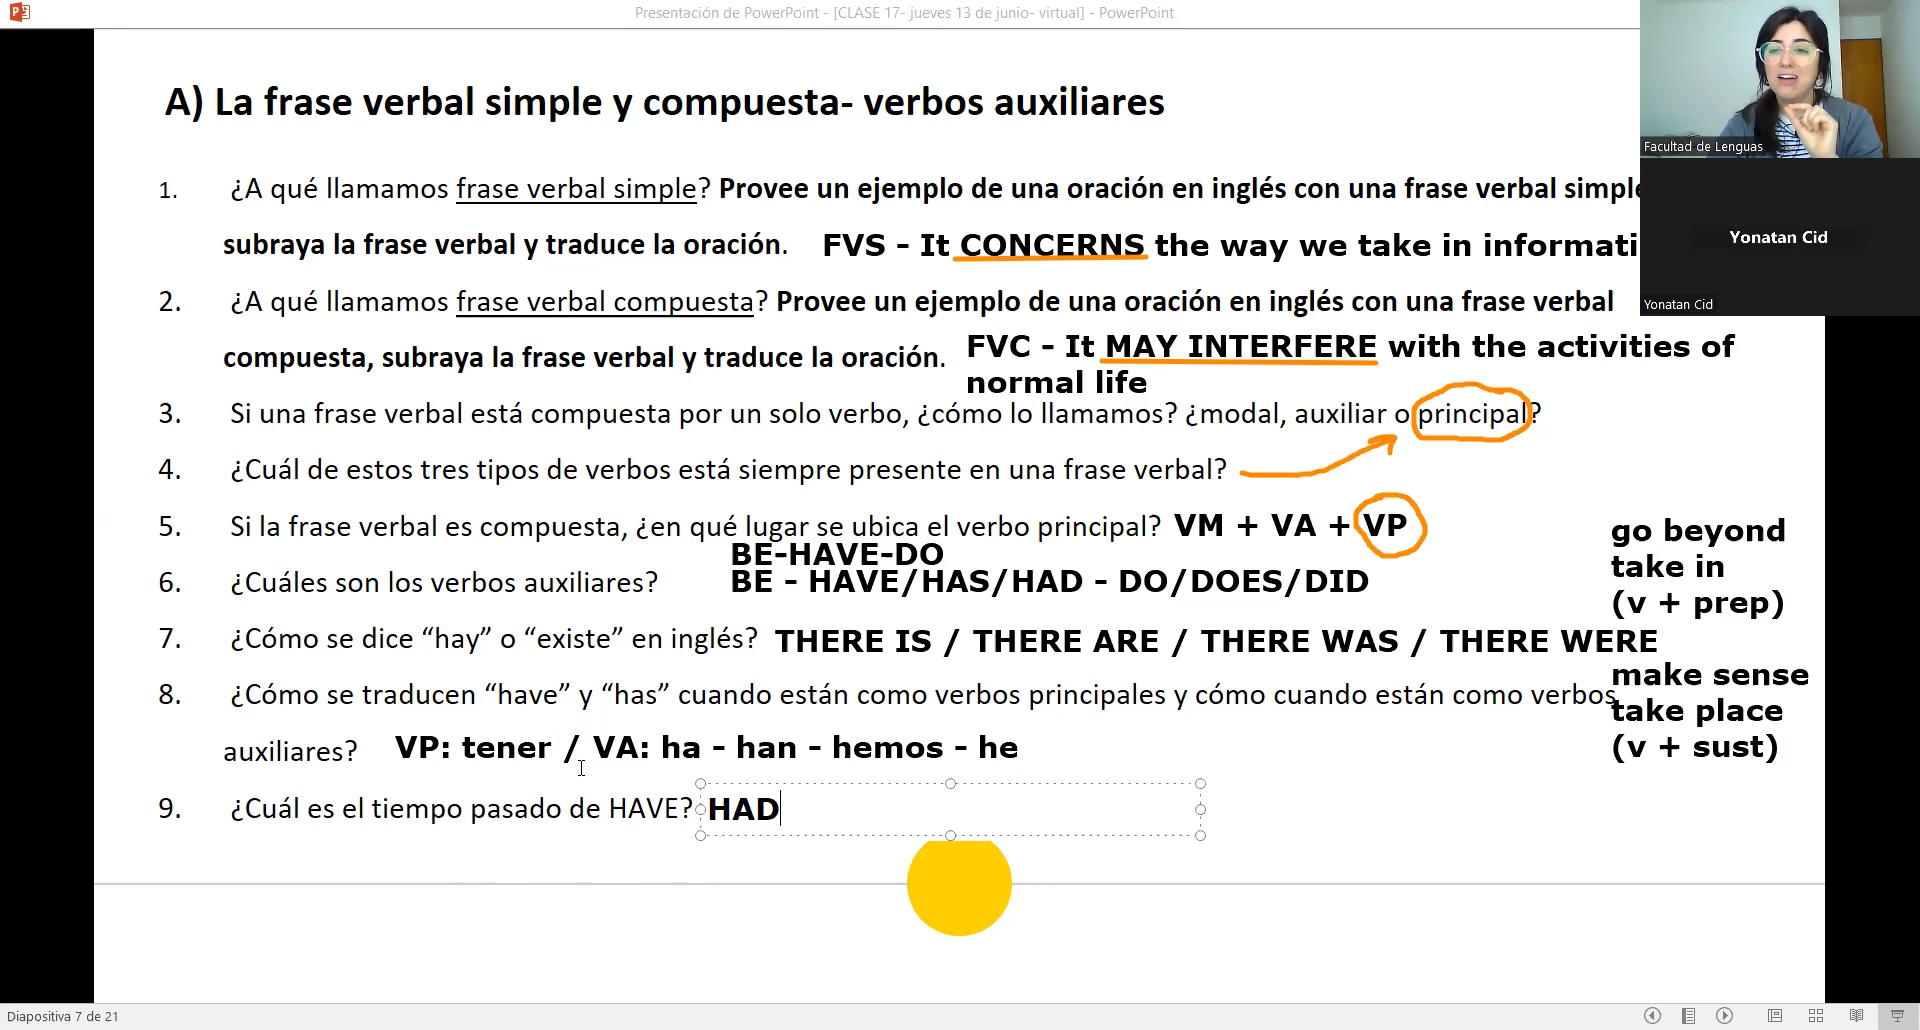 Presentación de PowerPoint - [CLASE 17- jueves 13 de junio- virtual] - PowerPoint
A) La frase verbal simple y compuesta- verbos auxiliares
Facultad de Lenguas
1. ¿A qué llamamos frase verbal simple? Provee un ejemplo de una oración en inglés con una frase verbal simple
subraya la frase verbal y traduce la oración. FVS - It CONCERNS the way we take in informati
Yonatan Cid
Yonatan Cid
2. ¿A qué llamamos frase verbal compuesta? Provee un ejemplo de una oración en inglés con una frase verbal
compuesta, subraya la frase verbal y traduce la oración. FVC - It MAY INTERFERE with the activities of
normal life
3. Si una frase verbal está compuesta por un solo verbo, ¿cómo lo llamamos? ¿modal, auxiliar o principal?
4. ¿Cuál de estos tres tipos de verbos está siempre presente en una frase verbal?
5. Si la frase verbal es compuesta, ¿en qué lugar se ubica el verbo principal? VM + VA + VP
BE-HAVE-DO
6. ¿Cuáles son los verbos auxiliares? BE - HAVE/HAS/HAD - DO/DOES/DID
go beyond
take in
(v + prep)
7. ¿Cómo se dice “hay” o “existe” en inglés? THERE IS / THERE ARE / THERE WAS / THERE WERE
8. ¿Cómo se traducen “have” y “has” cuando están como verbos principales y cómo cuando están como verbos
auxiliares? VP: tener / VA: ha - han - hemos - he
make sense
take place
(v + sust)
9. ¿Cuál es el tiempo pasado de HAVE? HAD
Diapositiva 7 de 21